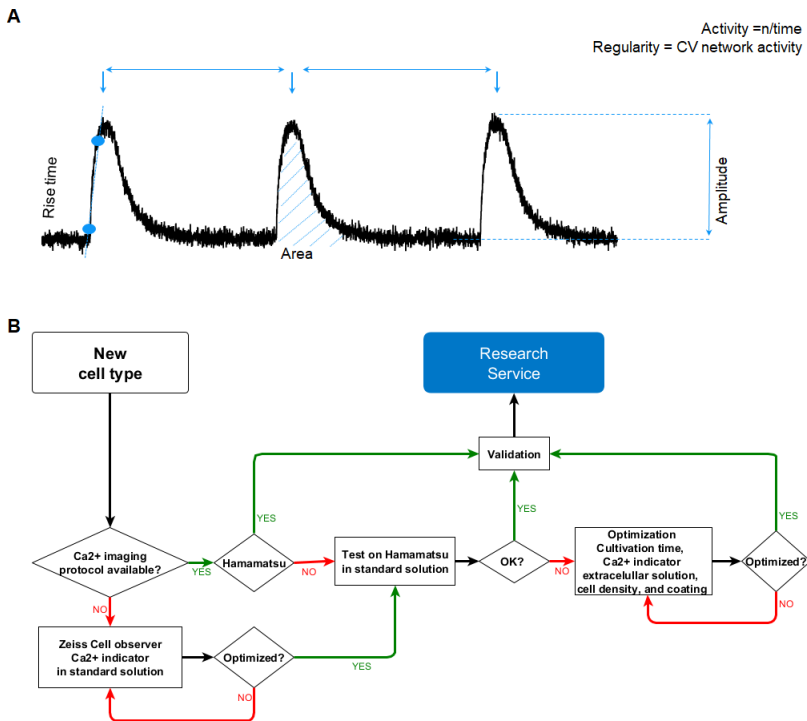 A
Activity =n/time
Regularity = CV network activity
Rise time
Amplitude
Area
B
New
cell type
Research
Service
Validation
YES
YES
YES
Ca2+ imaging
protocol available?
YES
Hamamatsu
NO
Test on Hamamatsu
in standard solution
OK?
NO
Optimization
Cultivation time,
Ca2+ indicator
extracelullar solution,
cell density, and coating
Optimized?
NO
NO
Zeiss Cell observer
Ca2+ indicator
in standard solution
Optimized?
YES
NO